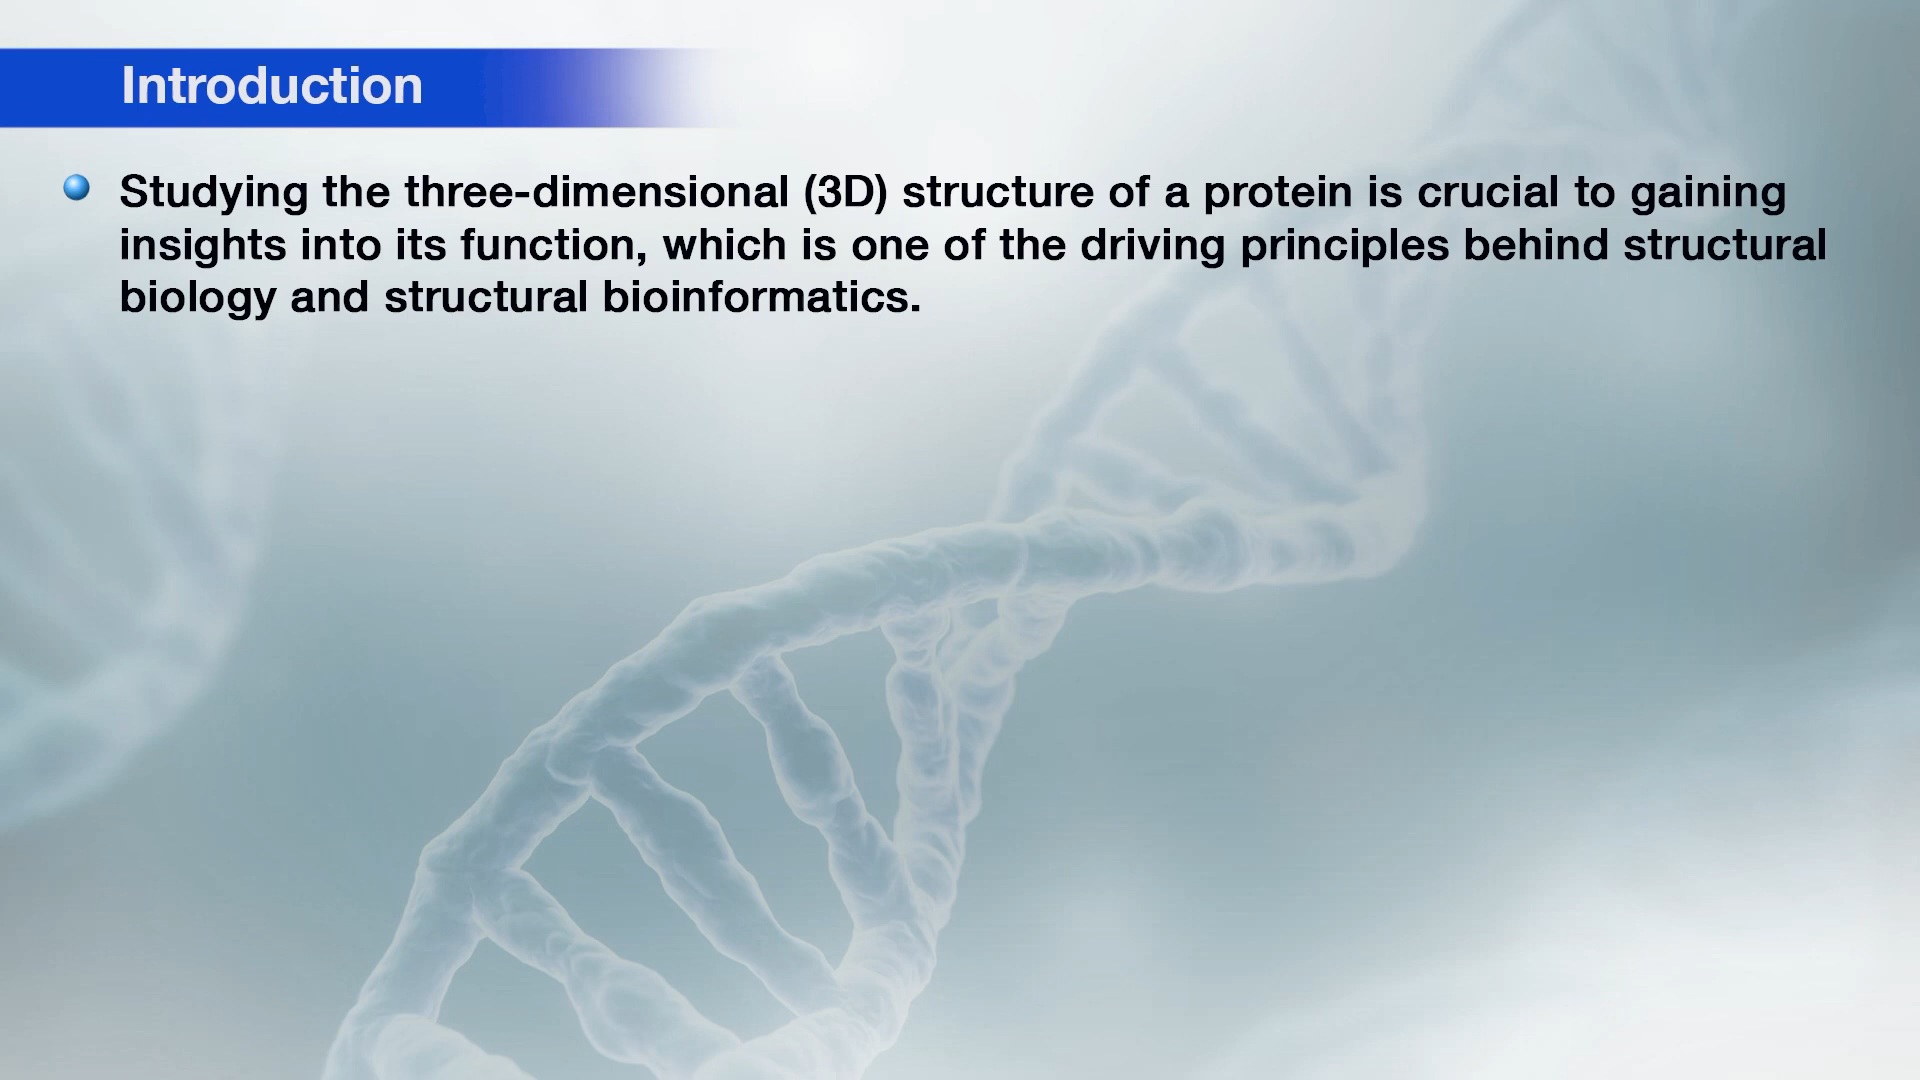 Introduction
Studying the three-dimensional (3D) structure of a protein is crucial to gaining
insights into its function, which is one of the driving principles behind structural
biology and structural bioinformatics.